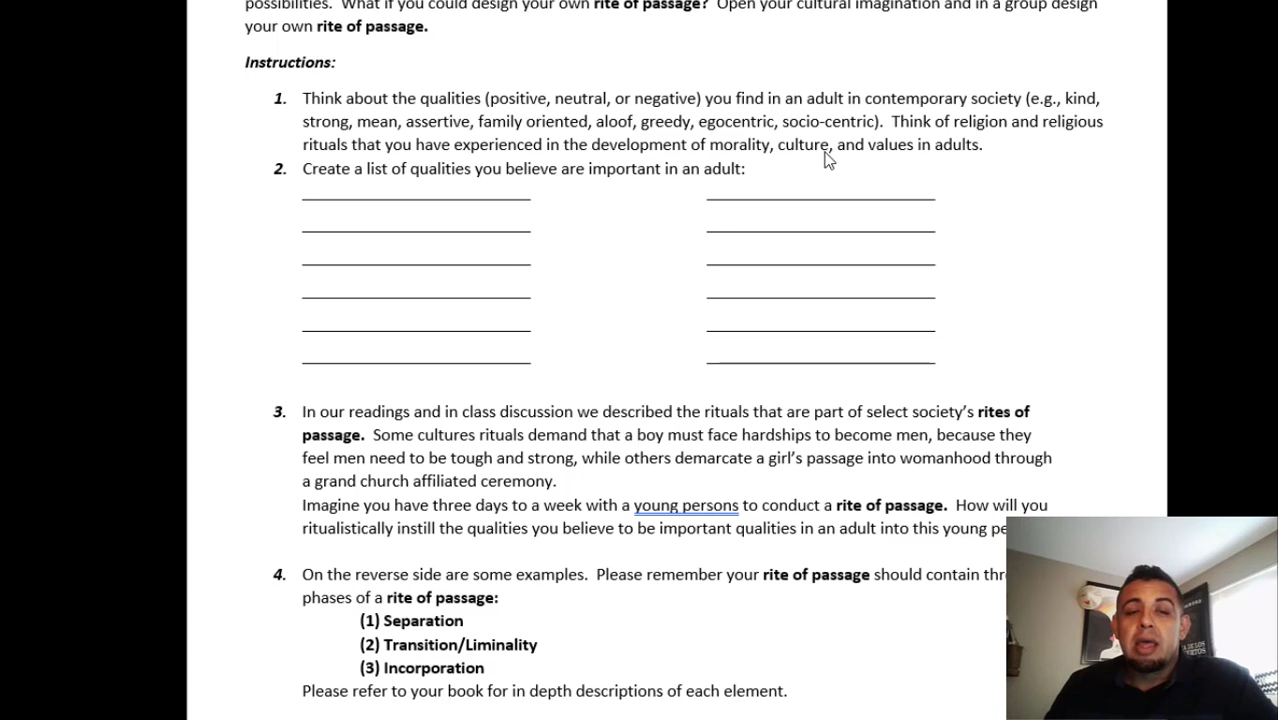 possibilities. What if you could design your own rite of passage? Open your cultural imagination and in a group design
your own rite of passage.
Instructions:
1. Think about the qualities (positive, neutral, or negative) you find in an adult in contemporary society (e.g., kind,
strong, mean, assertive, family oriented, aloof, greedy, egocentric, socio-centric). Think of religion and religious
rituals that you have experienced in the development of morality, culture, and values in adults.
2. Create a list of qualities you believe are important in an adult:
3. In our readings and in class discussion we described the rituals that are part of select society's rites of
passage. Some cultures rituals demand that a boy must face hardships to become men, because they
feel men need to be tough and strong, while others demarcate a girl's passage into womanhood through
a grand church affiliated ceremony.
Imagine you have three days to a week with a young persons to conduct a rite of passage. How will you
ritualistically instill the qualities you believe to be important qualities in an adult into this young
4. On the reverse side are some examples. Please remember your rite of passage should contain
phases of a rite of passage:
(1) Separation
(2) Transition/Liminality
(3) Incorporation
Please refer to your book for in depth descriptions of each element.